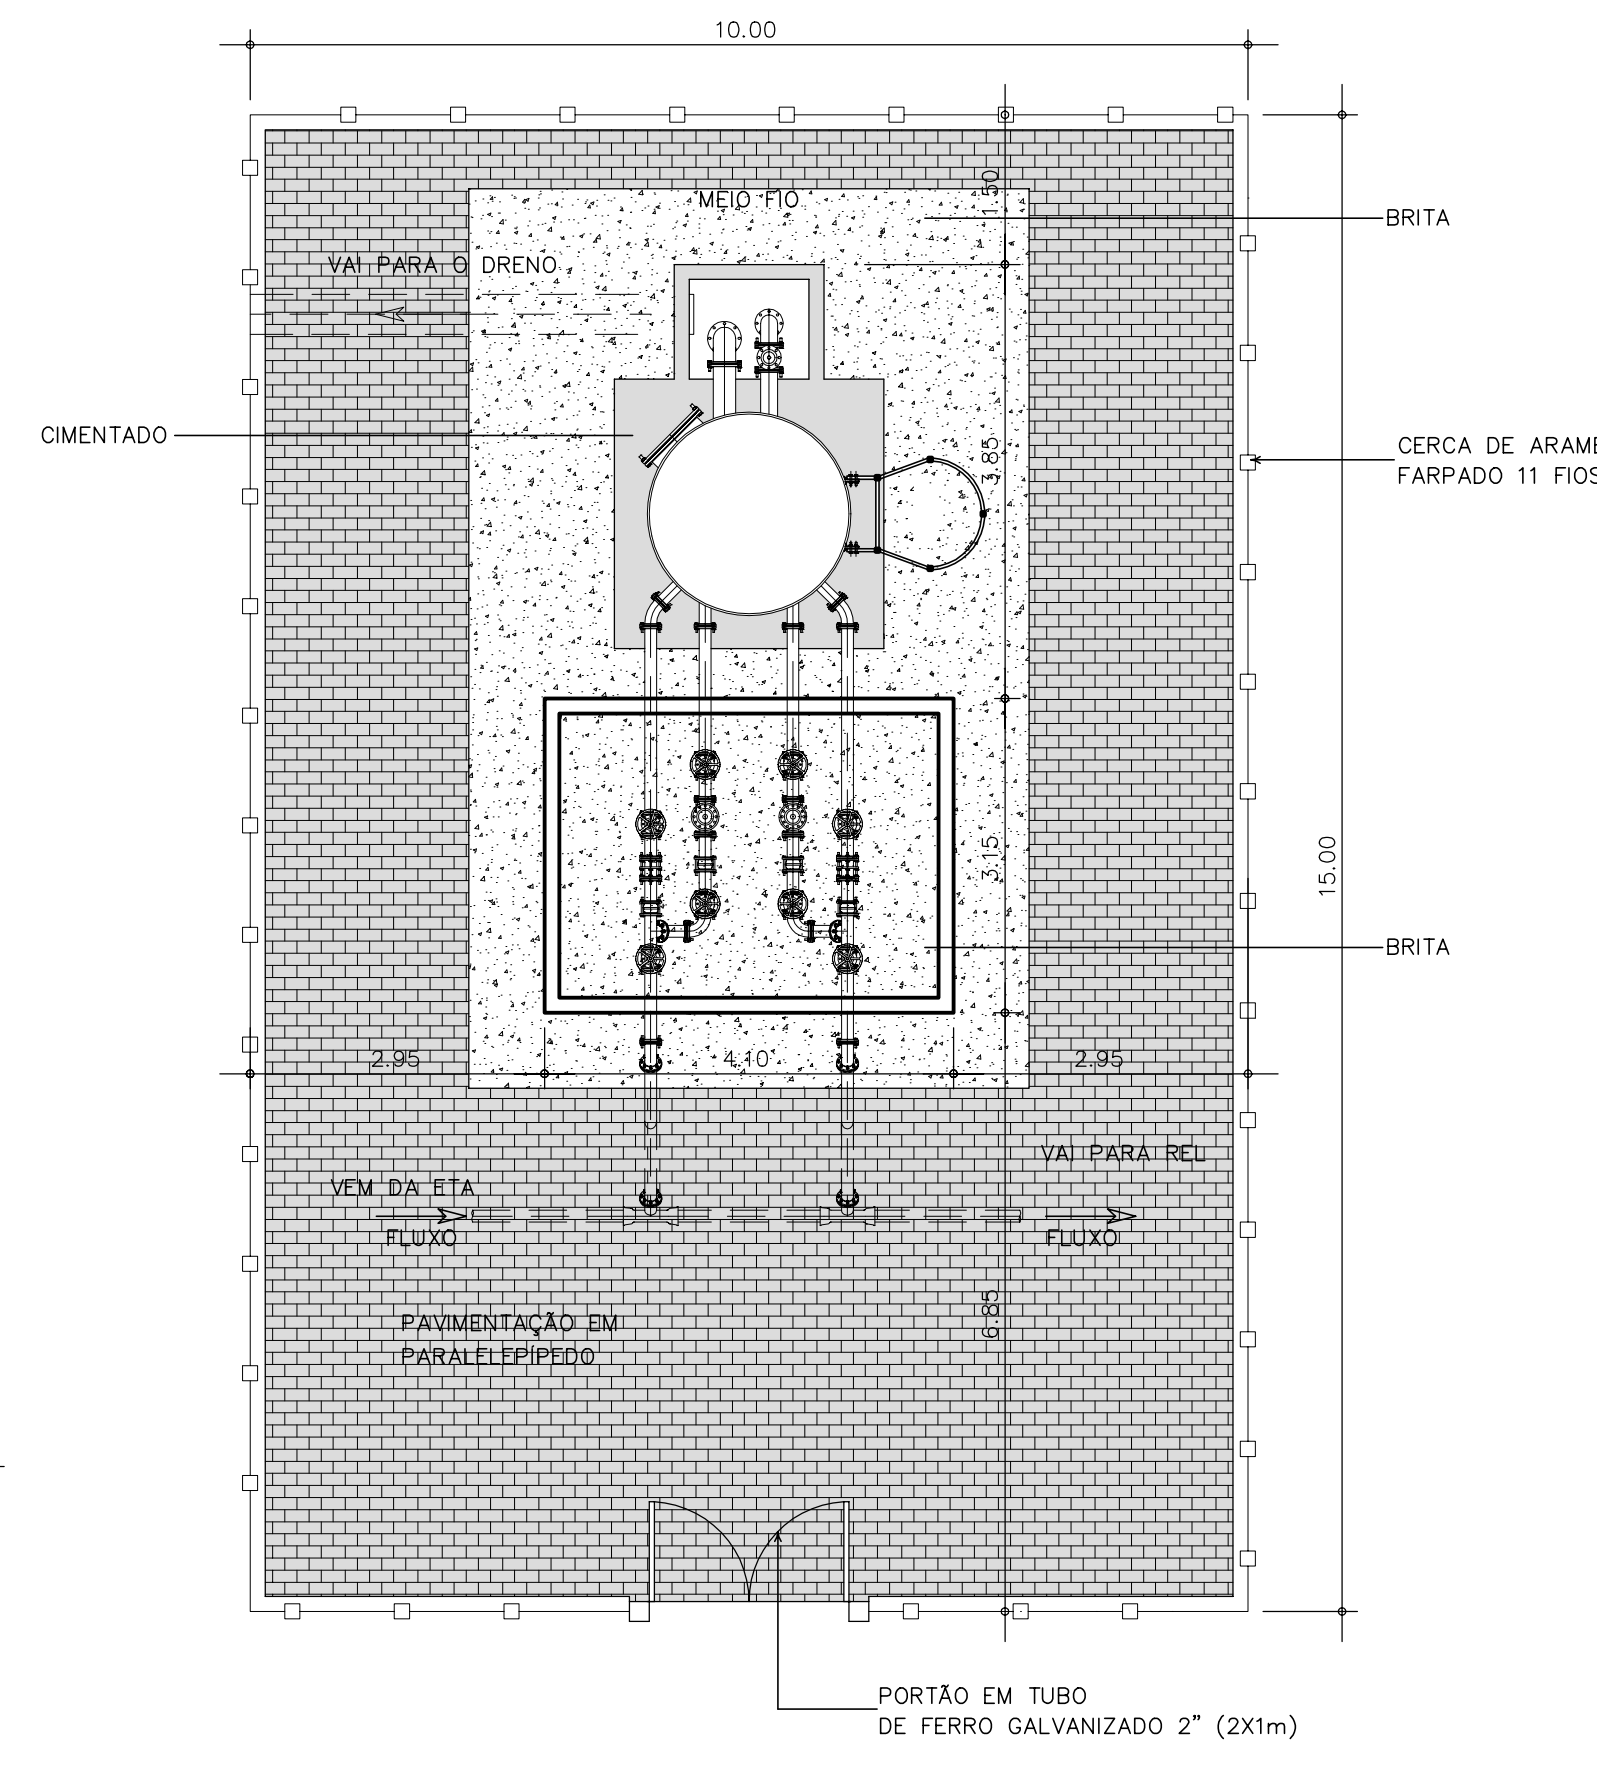 10.00
1.50
MEIO FIO
BRITA
VAI PARA O DRENO
CIMENTADO
3.85
CERCA DE ARAME
FARPADO 11 FIOS
3.15
15.00
BRITA
2.95
4.10
2.95
VAI PARA REL
VEM DA ETA
FLUXO
FLUXO
6.85
PAVIMENTAÇÃO EM
PARALELEPÍPEDO
PORTÃO EM TUBO
DE FERRO GALVANIZADO 2" (2X1m)